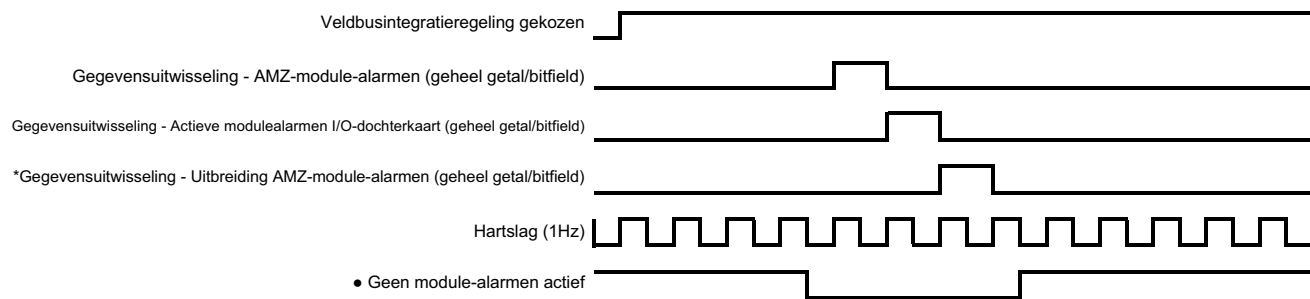 Veldbusintegratieregeling gekozen
Gegevensuitwisseling - AMZ-module-alarmen (geheel getal/bitfield)
Gegevensuitwisseling - Actieve modulealarmen I/O-dochterkaart (geheel getal/bitfield)
*Gegevensuitwisseling - Uitbreiding AMZ-module-alarmen (geheel getal/bitfield)
Hartslag (1Hz)
● Geen module-alarmen actief